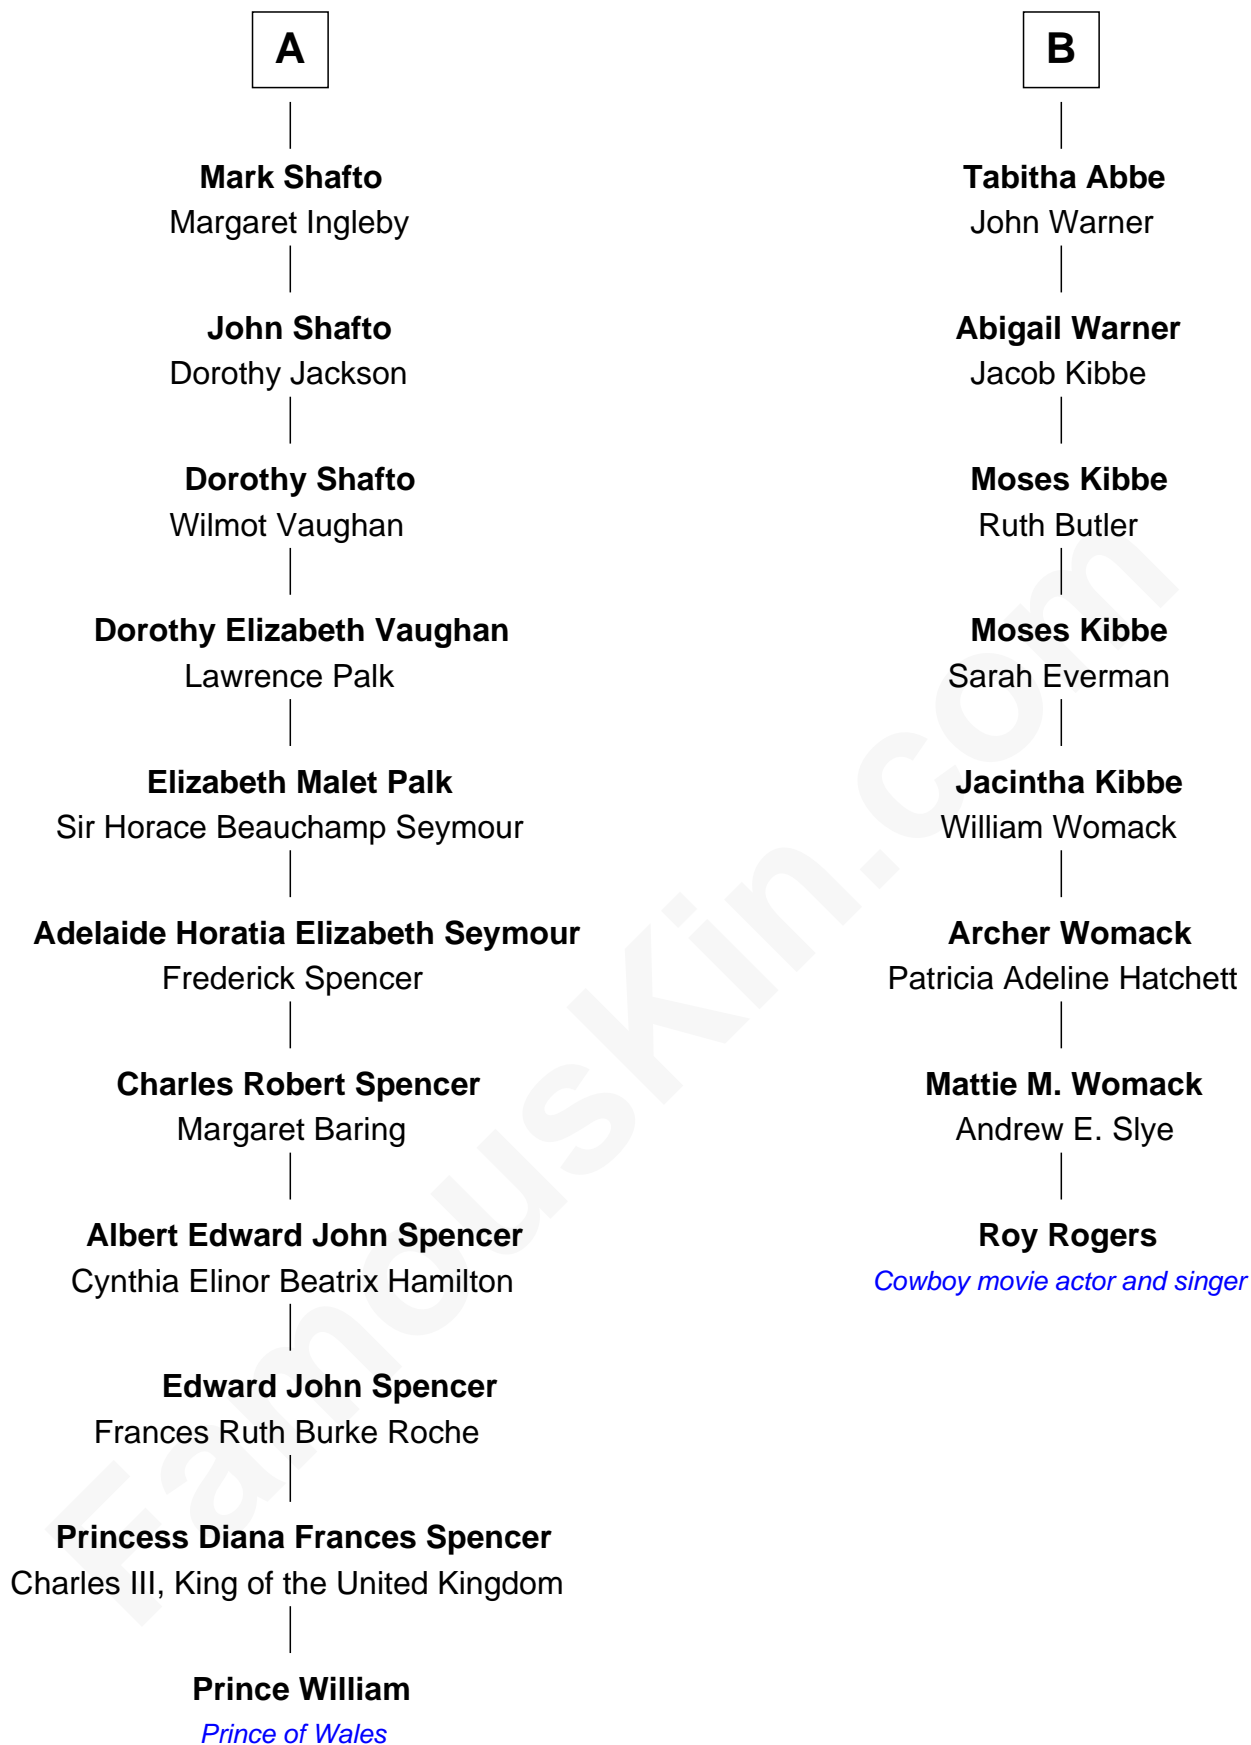 A
Mark Shafto
Margaret Ingleby
John Shafto
Dorothy Jackson
Dorothy Shafto
Wilmot Vaughan
Dorothy Elizabeth Vaughan
Lawrence Palk
Elizabeth Malet Palk
Sir Horace Beauchamp Seymour
Adelaide Horatia Elizabeth Seymour
Frederick Spencer
Charles Robert Spencer
Margaret Baring
Albert Edward John Spencer
Cynthia Elinor Beatrix Hamilton
Edward John Spencer
Frances Ruth Burke Roche
Princess Diana Frances Spencer
Charles III, King of the United Kingdom
Prince William
Prince of Wales
B
Tabitha Abbe
John Warner
Abigail Warner
Jacob Kibbe
Moses Kibbe
Ruth Butler
Moses Kibbe
Sarah Everman
Jacintha Kibbe
William Womack
Archer Womack
Patricia Adeline Hatchett
Mattie M. Womack
Andrew E. Slye
Roy Rogers
Cowboy movie actor and singer
FamousKin.com